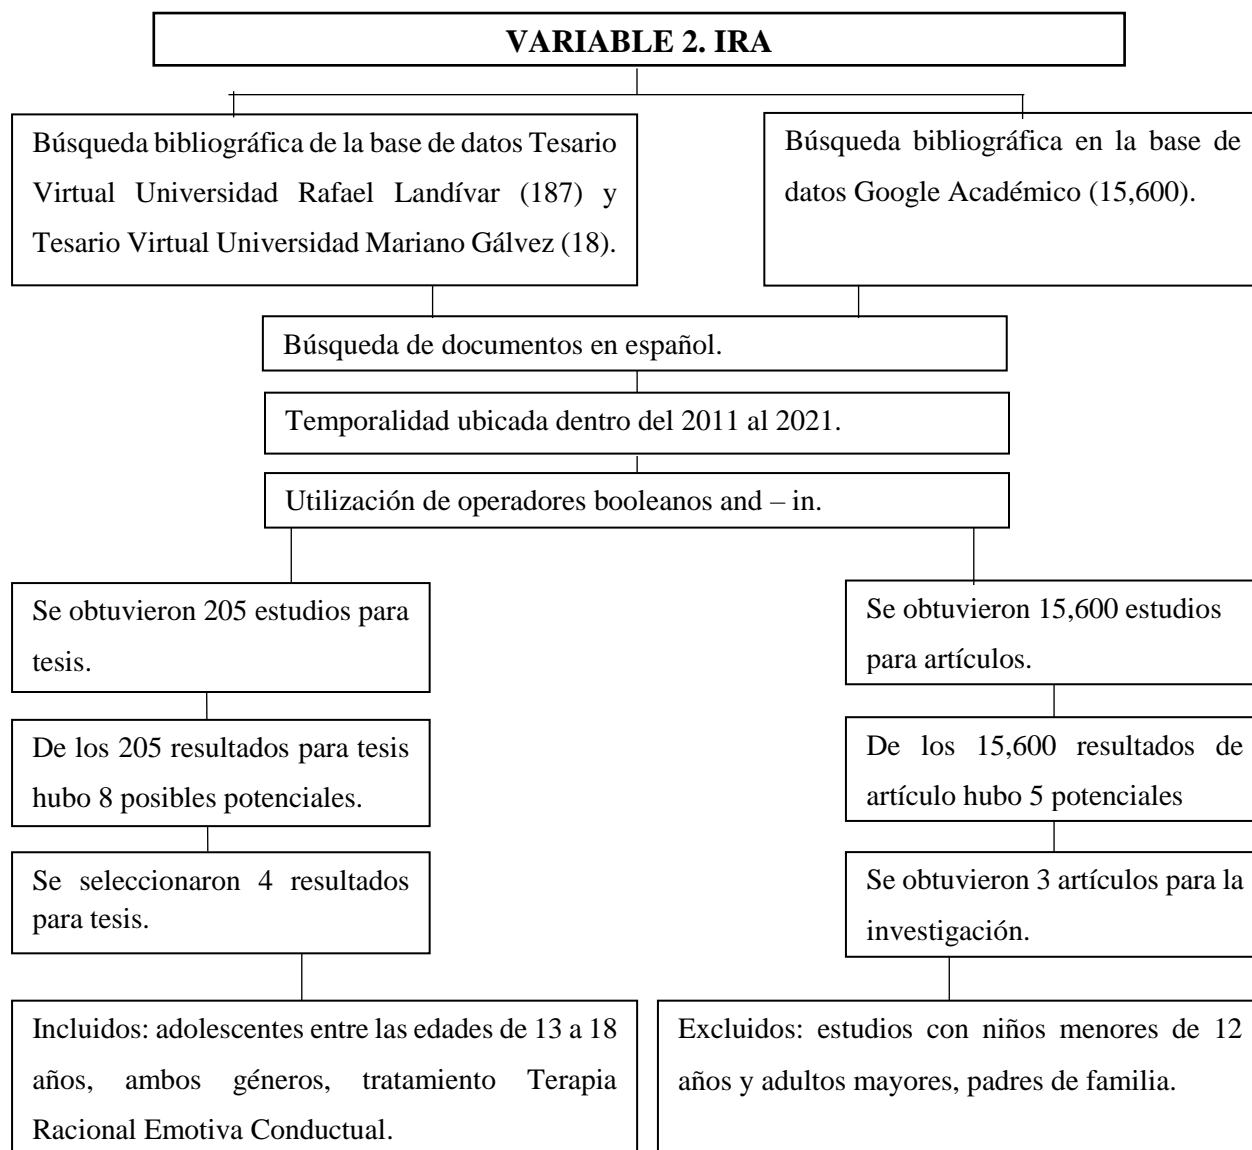 VARIABLE 2. IRA
Búsqueda bibliográfica de la base de datos Tesario
Virtual Universidad Rafael Landívar (187) y
Tesario Virtual Universidad Mariano Gálvez (18).
Búsqueda bibliográfica en la base de
datos Google Académico (15,600).
Búsqueda de documentos en español.
Temporalidad ubicada dentro del 2011 al 2021.
Utilización de operadores booleanos and – in.
Se obtuvieron 205 estudios para
tesis.
Se obtuvieron 15,600 estudios
para artículos.
De los 205 resultados para tesis
hubo 8 posibles potenciales.
De los 15,600 resultados de
artículo hubo 5 potenciales
Se seleccionaron 4 resultados
para tesis.
Se obtuvieron 3 artículos para la
investigación.
Incluidos: adolescentes entre las edades de 13 a 18
años, ambos géneros, tratamiento Terapia
Racional Emotiva Conductual.
Excluidos: estudios con niños menores de 12
años y adultos mayores, padres de familia.